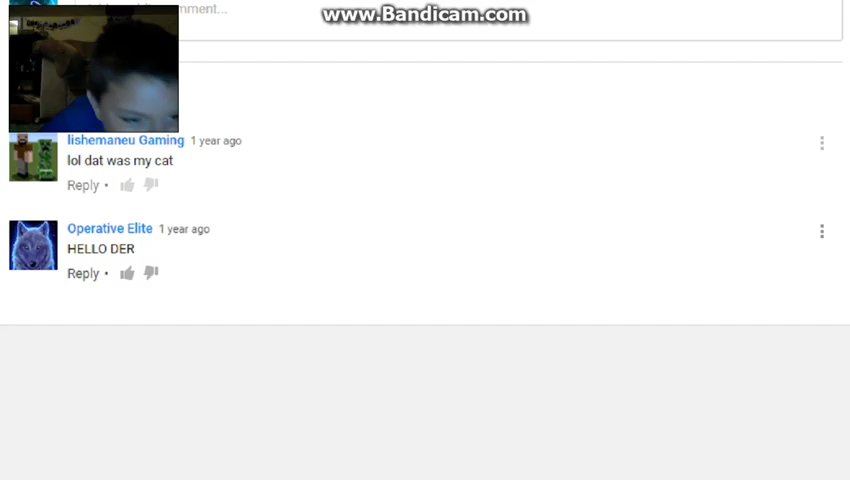 www.Bandicam.com
mment...
lishemaneu Gaming 1 year ago
lol dat was my cat
Reply •
Operative Elite 1 year ago
HELLO DER
Reply •